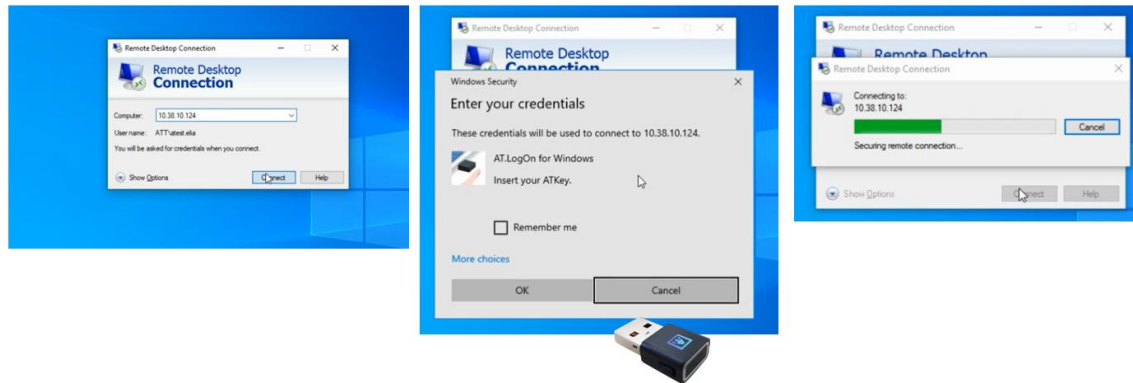 Remote Desktop Connection
Remote Desktop
Connection
Computer: 10.38.10.124
User name: ATT\atest.elia
You will be asked for credentials when you connect.
Show Options
Connect
Help
Remote Desktop Connection
Remote Desktop
Connection
Windows Security
Enter your credentials
These credentials will be used to connect to 10.38.10.124.
AT.LogOn for Windows
Insert your ATKey.
Remember me
More choices
OK
Cancel
Remote Desktop Connection
Remote Desktop
Remote Desktop Connection
Connecting to:
10.38.10.124
Cancel
Securing remote connection...
Show Options
Connect
Help